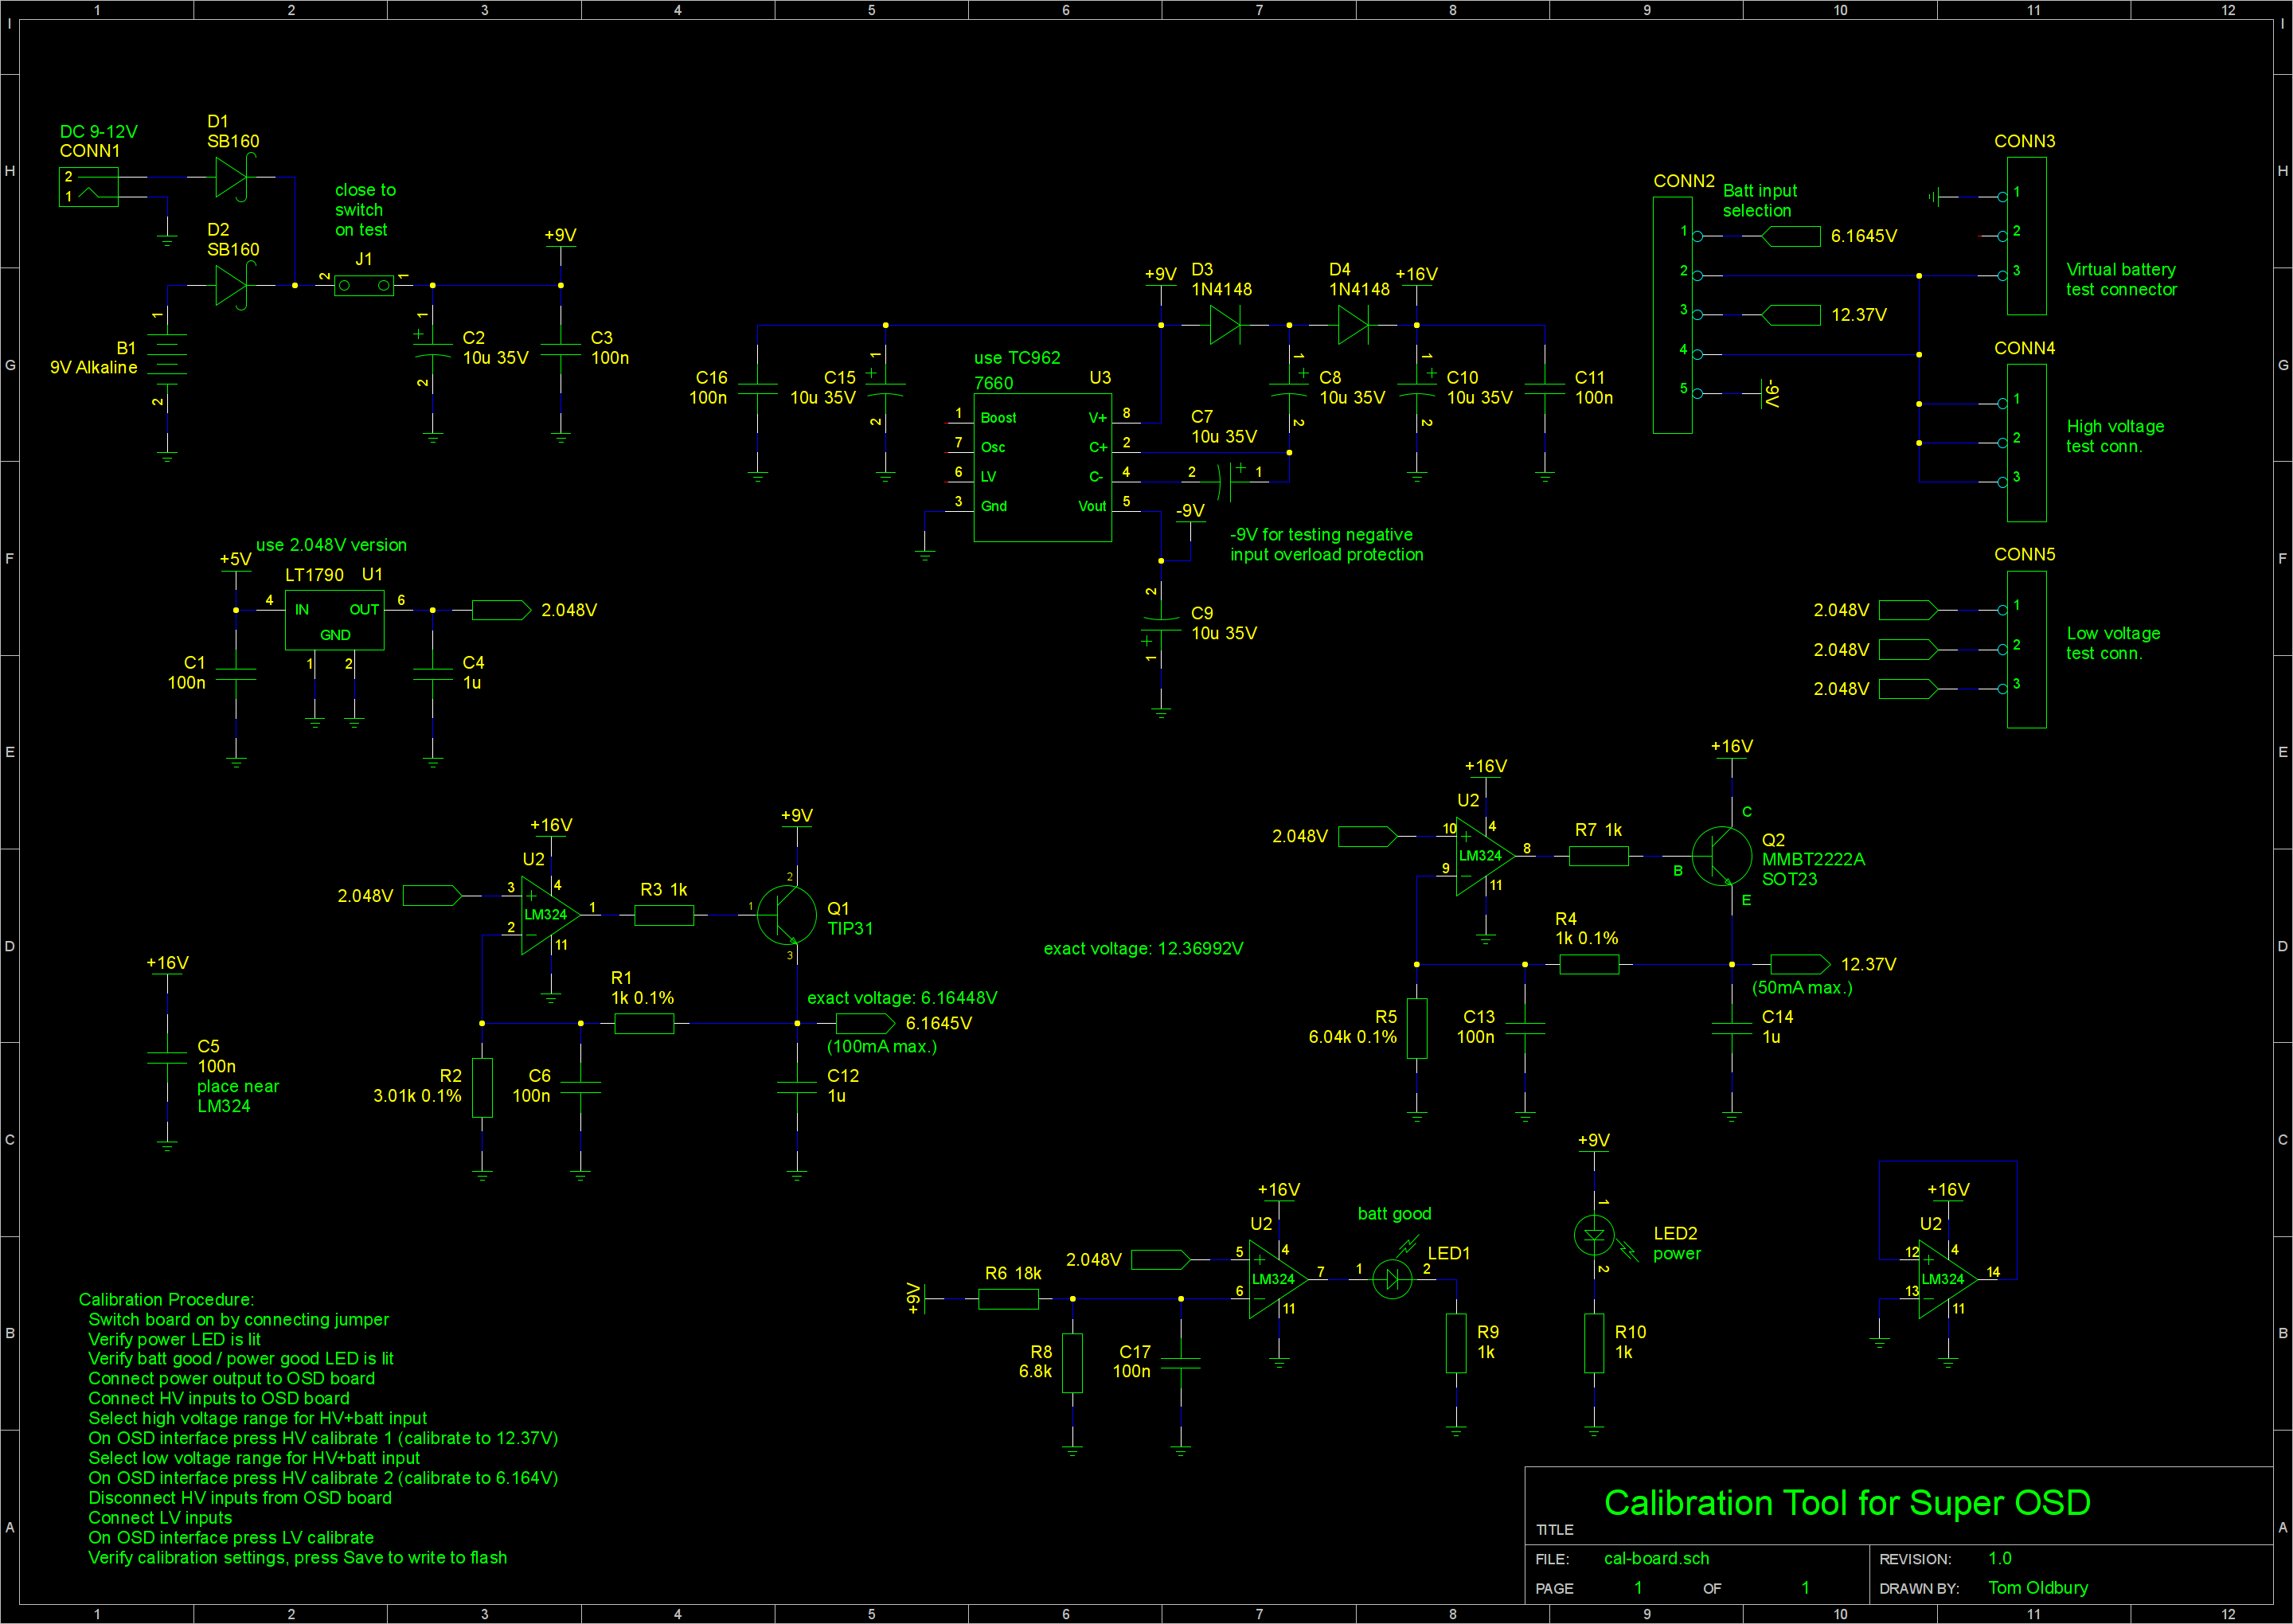 1 2 3 4 5 6 7 8 9 10 11 12
I I
H H
G G
F F
E E
D D
C C
B B
A A
DC 9-12V
CONN1
2
1
D1
SB160
D2
SB160
close to
switch
on test
J1
2 1
+9V
1
B1
9V Alkaline
2
1
+
C2
10u 35V
2
C3
100n
+9V
D3
1N4148
D4
1N4148
+16V
use TC962
7660
U3
C16
100n
1
+
C15
10u 35V
2
1 Boost
7 Osc
6 LV
3 Gnd
V+ 8
C+ 2
C- 4
Vout 5
1
+
C8
10u 35V
2
C7
10u 35V
2 + 1
1
+
C10
10u 35V
2
C11
100n
-9V
-9V for testing negative
input overload protection
2
C9
10u 35V
+
1
CONN2
Batt input
selection
1
6.1645V
2
3
12.37V
4
5
-9V
CONN3
1
2
3
Virtual battery
test connector
CONN4
1
2
3
High voltage
test conn.
CONN5
2.048V 1
2.048V 2
2.048V 3
Low voltage
test conn.
+5V
use 2.048V version
LT1790 U1
4 IN OUT 6
GND
1 2
2.048V
C1
100n
C4
1u
+16V
U2
2.048V
3 + 4
LM324
1
2 − 11
R3 1k
+9V
2
1
Q1
TIP31
3
R1
1k 0.1%
exact voltage: 6.16448V
6.1645V
(100mA max.)
R2
3.01k 0.1%
C6
100n
C12
1u
+16V
C5
100n
place near
LM324
exact voltage: 12.36992V
+16V
U2
2.048V
10 + 4
LM324
8
9 − 11
R7 1k
+16V
C
B
E
Q2
MMBT2222A
SOT23
R4
1k 0.1%
12.37V
(50mA max.)
R5
6.04k 0.1%
C13
100n
C14
1u
+9V
R6 18k
R8
6.8k
C17
100n
2.048V
+16V
U2
5 + 4
LM324
7
6 − 11
batt good
LED1
1 2
R9
1k
+9V
1
LED2
power
2
R10
1k
+16V
U2
12 + 4
LM324
14
13 − 11
Calibration Procedure:
Switch board on by connecting jumper
Verify power LED is lit
Verify batt good / power good LED is lit
Connect power output to OSD board
Connect HV inputs to OSD board
Select high voltage range for HV+batt input
On OSD interface press HV calibrate 1 (calibrate to 12.37V)
Select low voltage range for HV+batt input
On OSD interface press HV calibrate 2 (calibrate to 6.164V)
Disconnect HV inputs from OSD board
Connect LV inputs
On OSD interface press LV calibrate
Verify calibration settings, press Save to write to flash
Calibration Tool for Super OSD
TITLE
FILE: cal-board.sch
REVISION: 1.0
PAGE 1 OF 1
DRAWN BY: Tom Oldbury
1 2 3 4 5 6 7 8 9 10 11 12